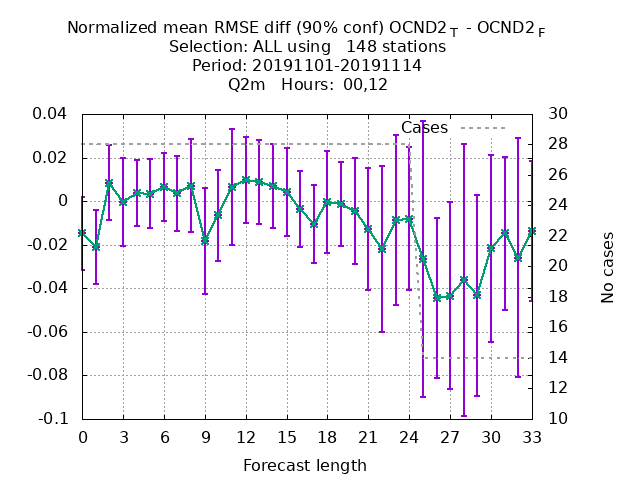 Normalized mean RMSE diff (90% conf) OCND2 T - OCND2 F
Selection: ALL using 148 stations
Period: 20191101-20191114
Q2m Hours: 00,12
Cases
0.04
0.02
0
-0.02
-0.04
-0.06
-0.08
-0.1
30
28
26
24
22
20
18
16
14
12
10
No cases
0 3 6 9 12 15 18 21 24 27 30 33
Forecast length